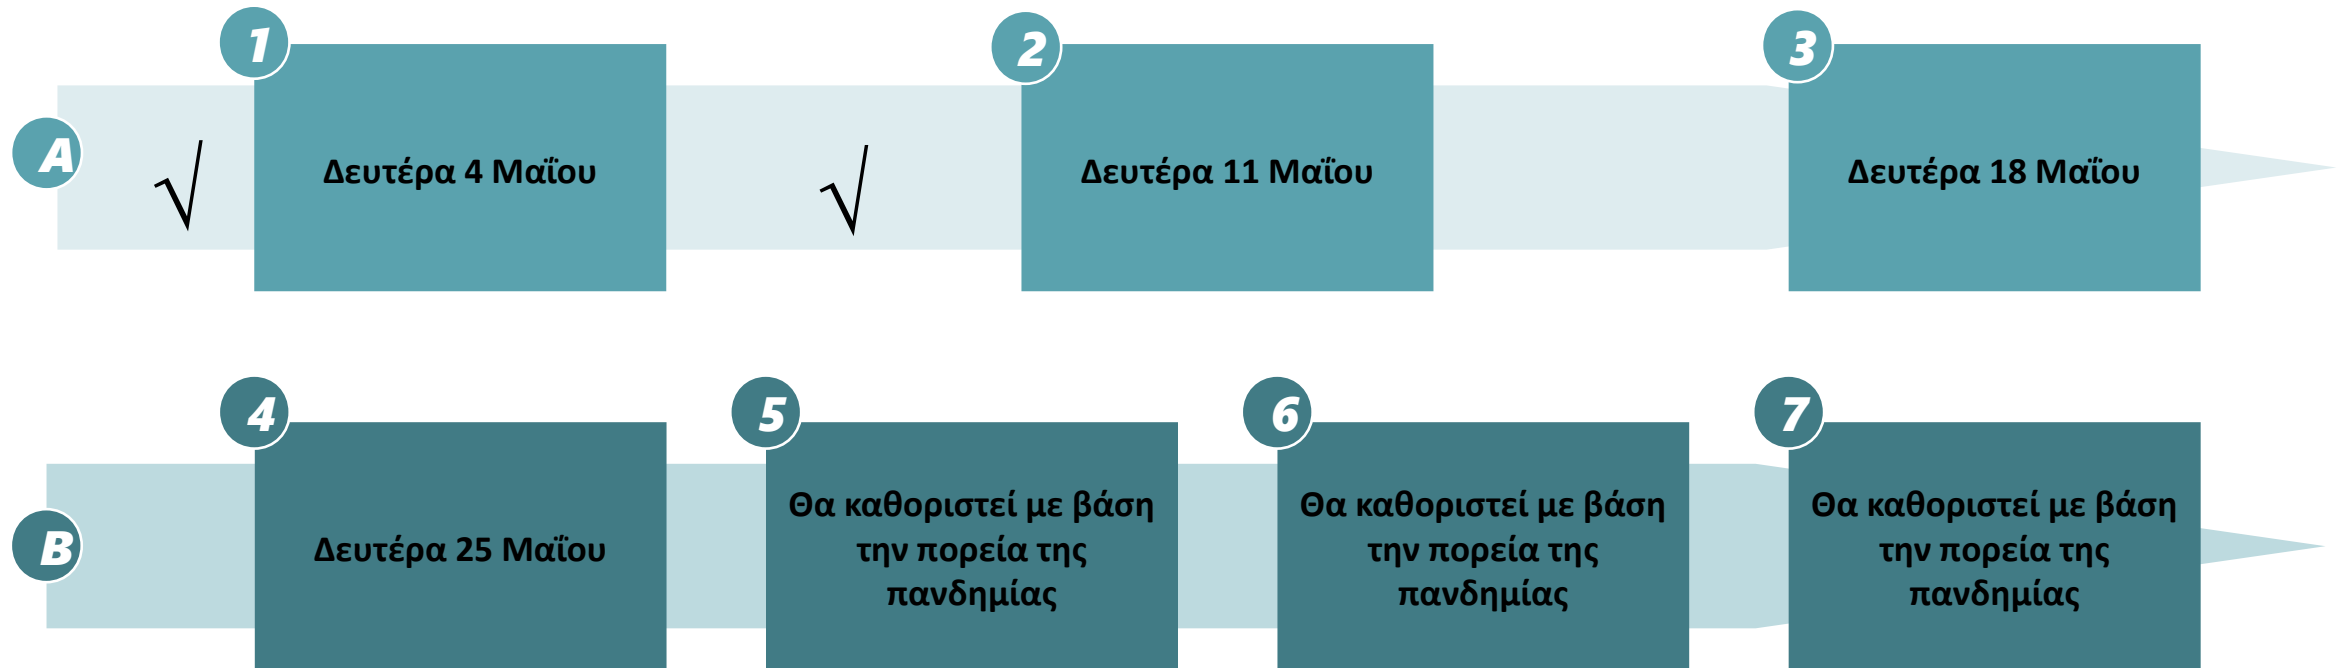 1
2
3
A
√
Δευτέρα 4 Μαΐου
√
Δευτέρα 11 Μαΐου
Δευτέρα 18 Μαΐου
4
5
6
7
B
Δευτέρα 25 Μαΐου
Θα καθοριστεί με βάση
την πορεία της
πανδημίας
Θα καθοριστεί με βάση
την πορεία της
πανδημίας
Θα καθοριστεί με βάση
την πορεία της
πανδημίας